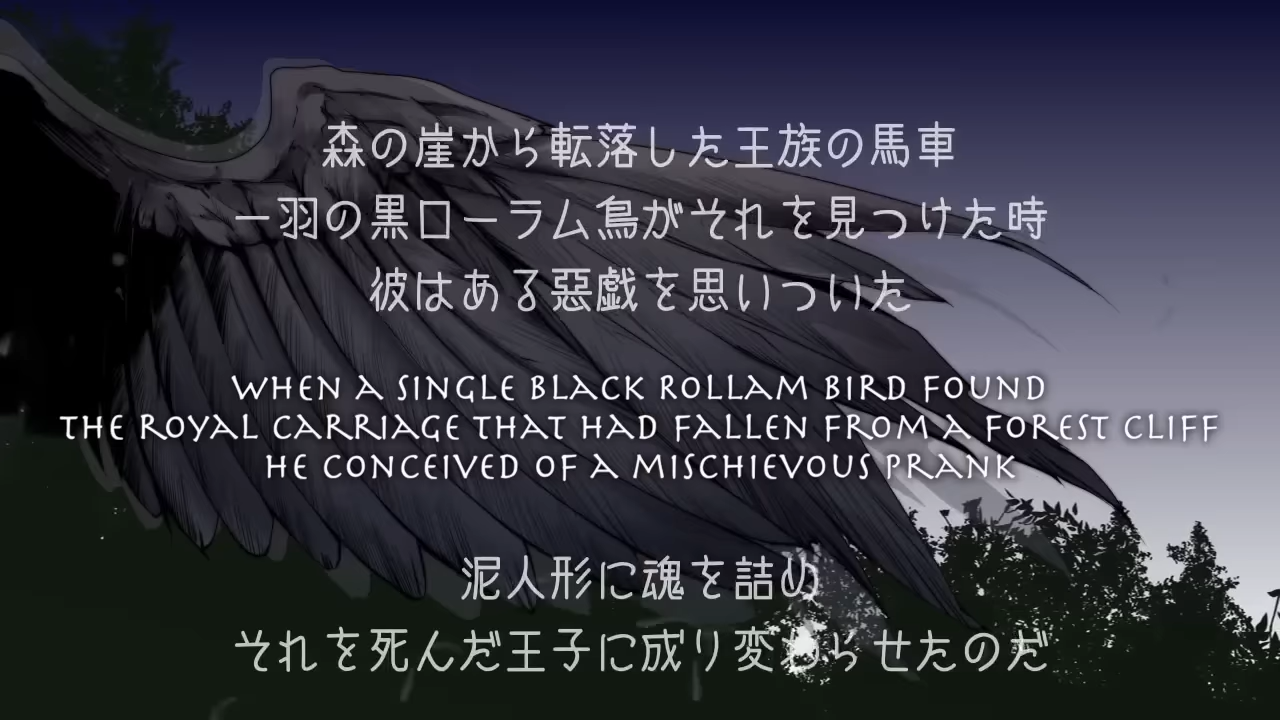 森の崖から転落した王族の馬車
一羽の黒ローラム鳥がそれを見つけた時
彼はある惡戯を思いついた
WHEN A SINGLE BLACK ROLLAM BIRD FOUND
THE ROYAL CARRIAGE THAT HAD FALLEN FROM A FOREST CLIFF
HE CONCEIVED OF A MISCHIEVOUS PRANK
泥人形に魂を詰め
それを死んだ王子に成り変わらせたのだ